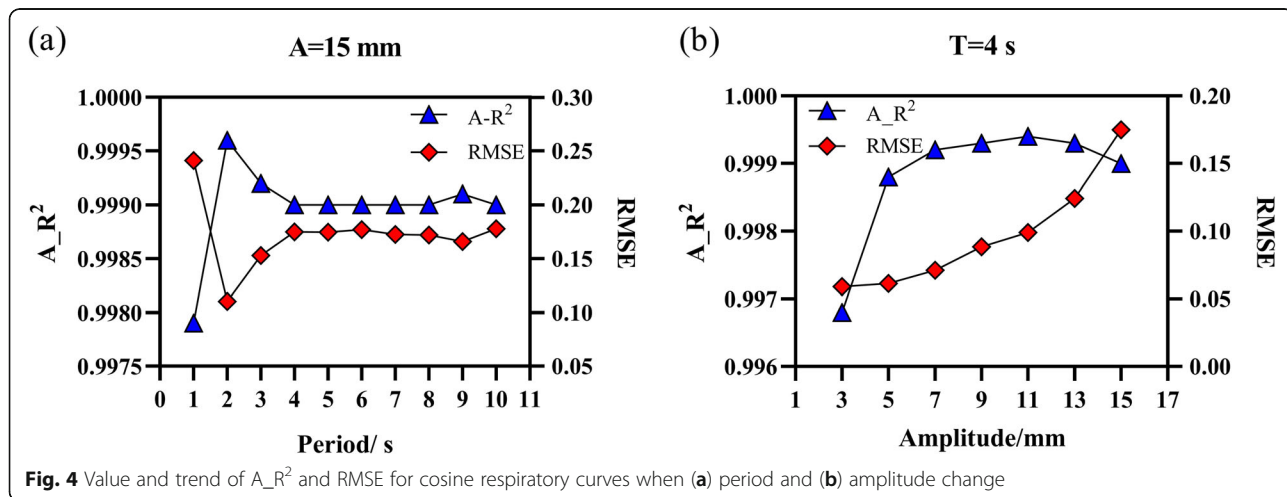 (a)
A=15 mm
A_R²
1.0000
0.9995
0.9990
0.9985
0.9980
0.9975
A-R²
RMSE
0.30
0.25
0.20
0.15
0.10
0.05
RMSE
0 1 2 3 4 5 6 7 8 9 10 11
Period/ s
(b)
T=4 s
A_R²
1.000
0.999
0.998
0.997
0.996
A_R²
RMSE
0.20
0.15
0.10
0.05
0.00
RMSE
1 3 5 7 9 11 13 15 17
Amplitude/mm
Fig. 4 Value and trend of A_R² and RMSE for cosine respiratory curves when (a) period and (b) amplitude change